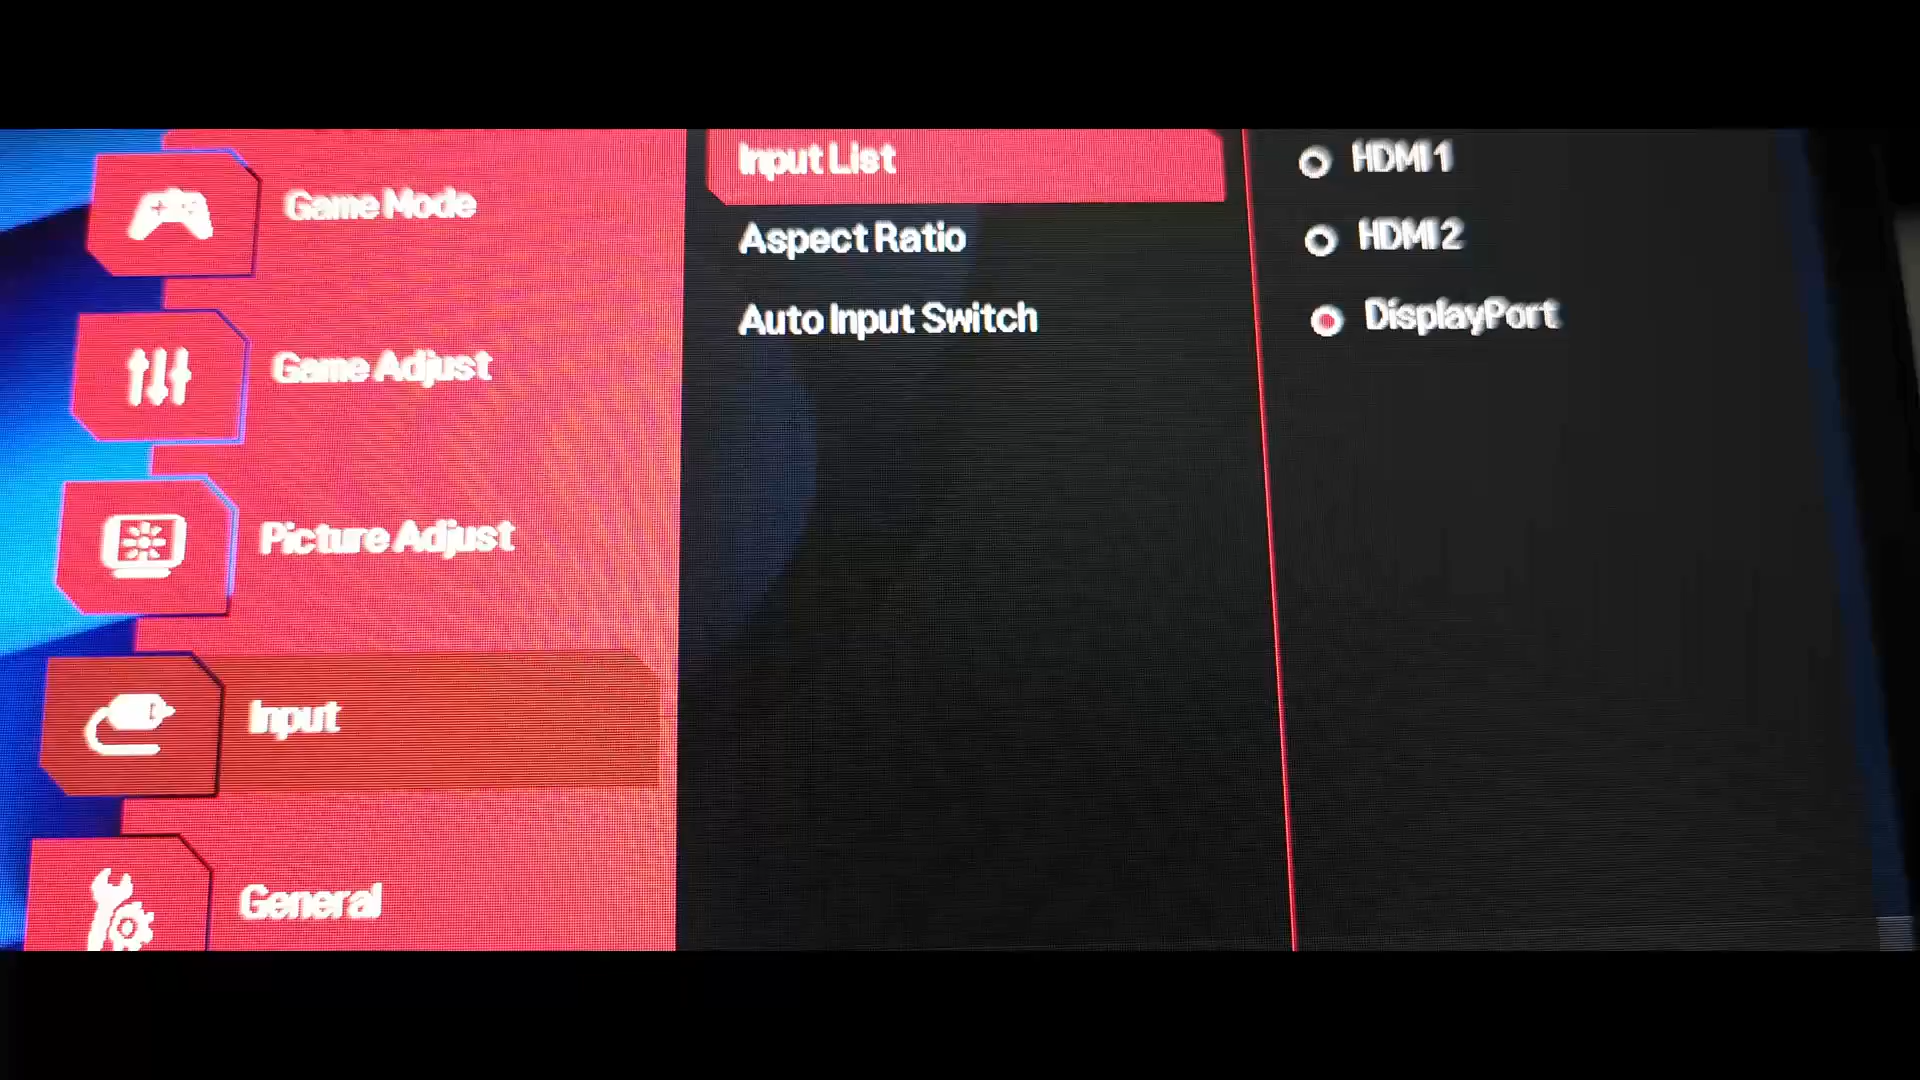 Game Mode
Game Adjust
Picture Adjust
Input
General
Input List
Aspect Ratio
Auto Input Switch
HDMI 1
HDMI 2
DisplayPort